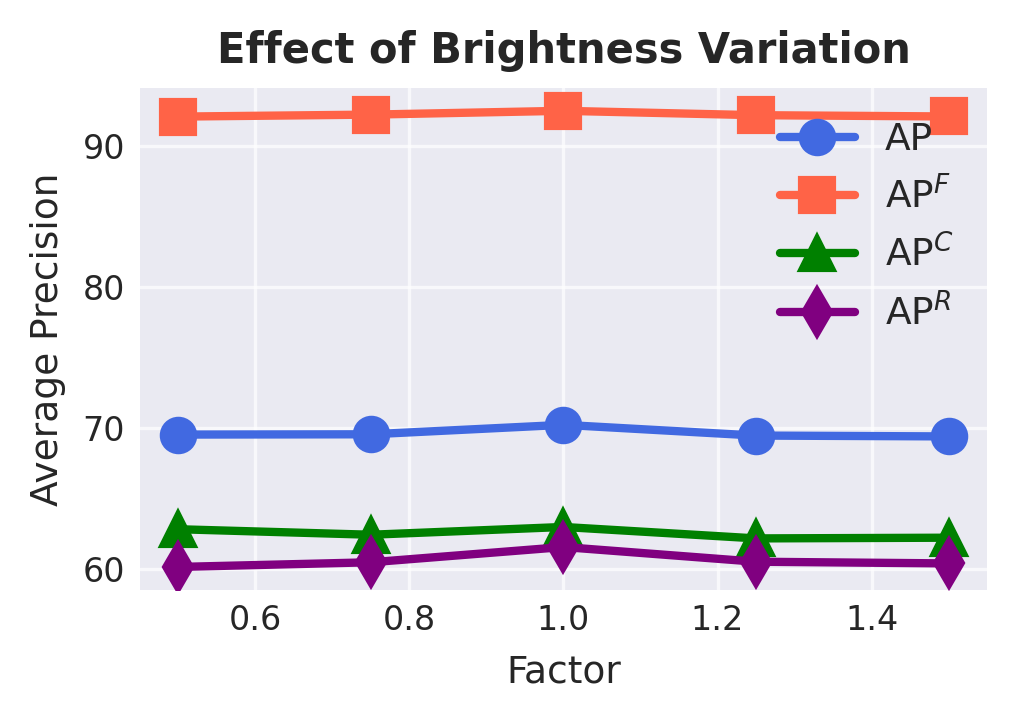 Effect of Brightness Variation
Average Precision
90
80
70
60
AP
AP^F
AP^C
AP^R
0.6 0.8 1.0 1.2 1.4
Factor